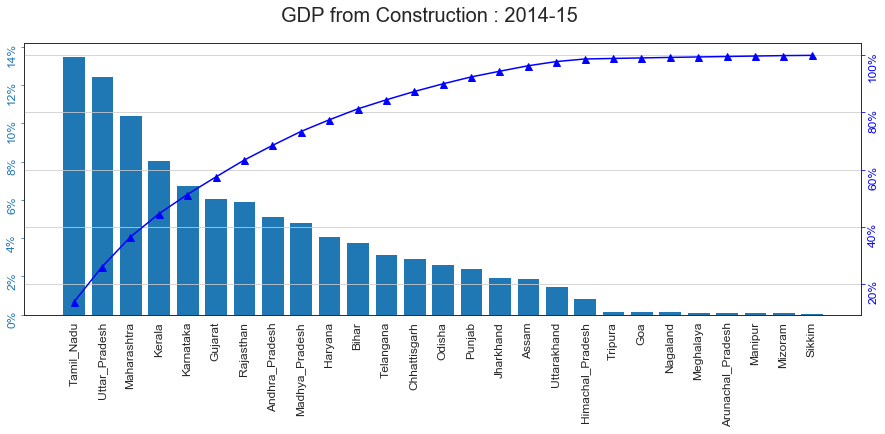 GDP from Construction : 2014-15
14%
12%
10%
8%
6%
4%
2%
0%
100%
80%
60%
40%
20%
Tamil_Nadu
Uttar_Pradesh
Maharashtra
Kerala
Karnataka
Gujarat
Rajasthan
Andhra_Pradesh
Madhya_Pradesh
Haryana
Bihar
Telangana
Chhattisgarh
Odisha
Punjab
Jharkhand
Assam
Uttarakhand
Himachal_Pradesh
Tripura
Goa
Nagaland
Meghalaya
Arunachal_Pradesh
Manipur
Mizoram
Sikkim